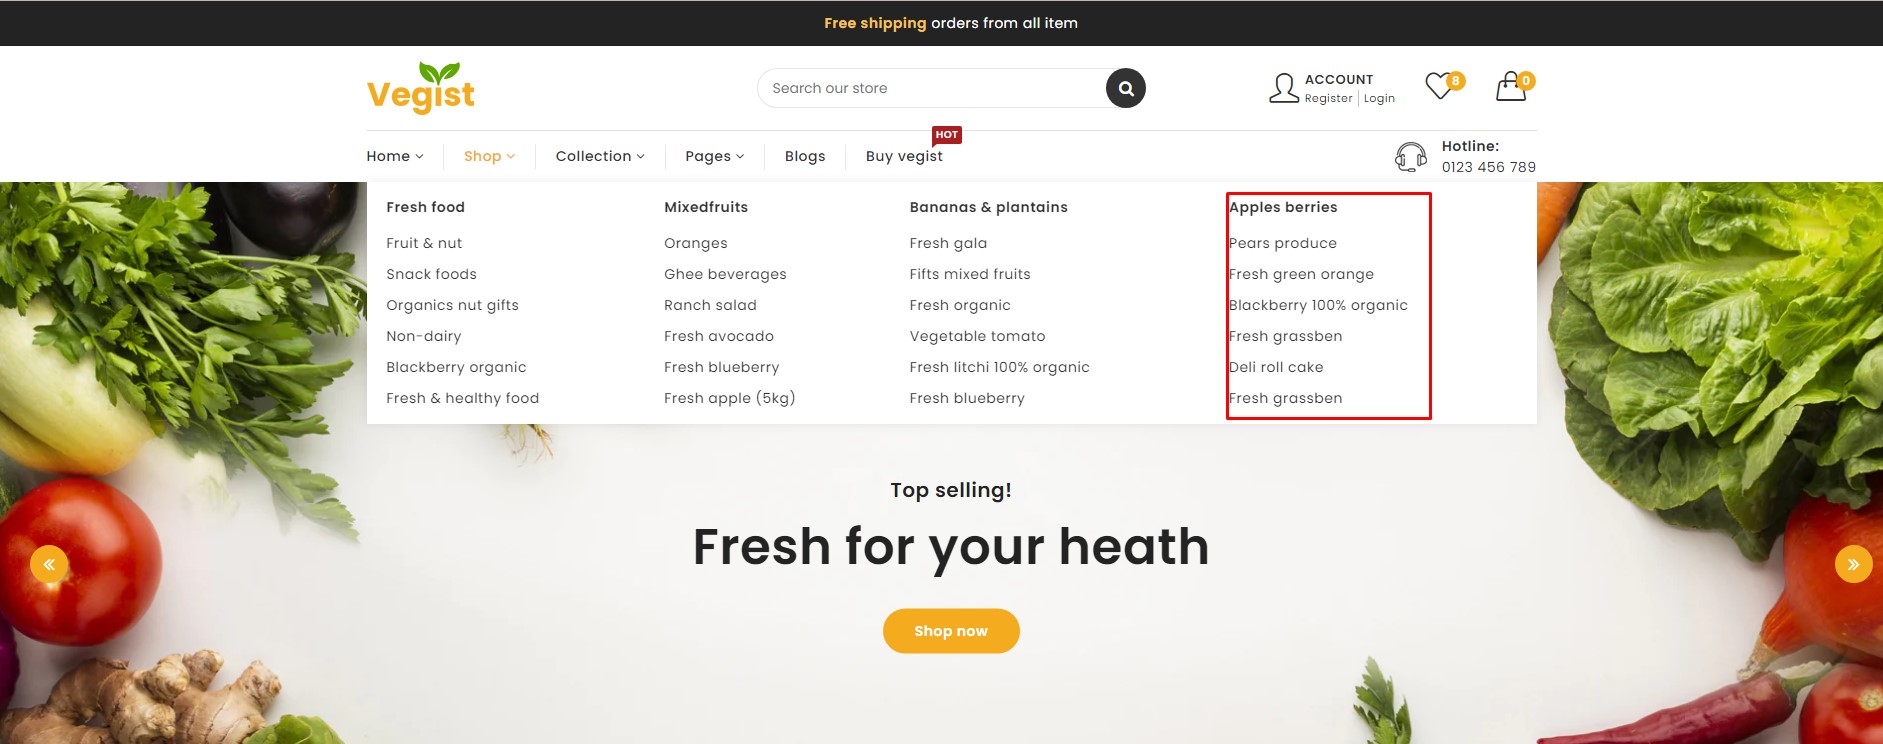 Free shipping orders from all item
Vegist
Search our store
ACCOUNT
Register Login
8
0
HOT
Home
Shop
Collection
Pages
Blogs
Buy vegist
Hotline:
0123 456 789
Fresh food
Fruit & nut
Snack foods
Organics nut gifts
Non-dairy
Blackberry organic
Fresh & healthy food
Mixedfruits
Oranges
Ghee beverages
Ranch salad
Fresh avocado
Fresh blueberry
Fresh apple (5kg)
Bananas & plantains
Fresh gala
Fifts mixed fruits
Fresh organic
Vegetable tomato
Fresh litchi 100% organic
Fresh blueberry
Apples berries
Pears produce
Fresh green orange
Blackberry 100% organic
Fresh grassben
Deli roll cake
Fresh grassben
Top selling!
Fresh for your heath
Shop now